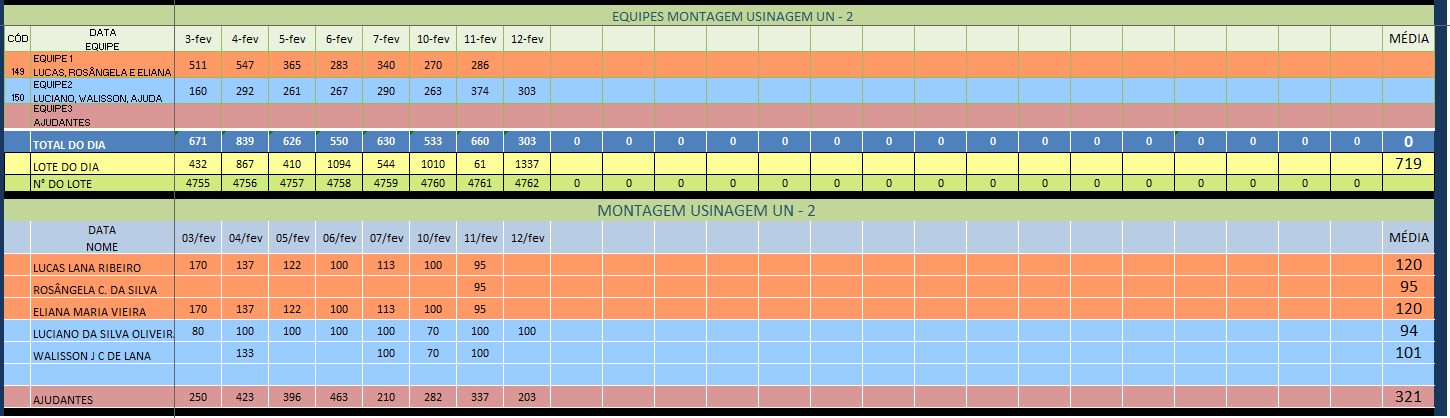 EQUIPES MONTAGEM USINAGEM UN - 2
CÓD DATA EQUIPE 3-fev 4-fev 5-fev 6-fev 7-fev 10-fev 11-fev 12-fev MÉDIA
149 EQUIPE 1
LUCAS, ROSÂNGELA E ELIANA 511 547 365 283 340 270 286
150 EQUIPE2
LUCIANO, WALISSON, AJUDA 160 292 261 267 290 263 374 303
EQUIPE3
AJUDANTES
TOTAL DO DIA 671 839 626 550 630 533 660 303 0 0 0 0 0 0 0 0 0 0 0 0 0 0 0 0 0 0
LOTE DO DIA 432 867 410 1094 544 1010 61 1337 719
N° DO LOTE 4755 4756 4757 4758 4759 4760 4761 4762 0 0 0 0 0 0 0 0 0 0 0 0 0 0 0 0 0
MONTAGEM USINAGEM UN - 2
DATA NOME 03/fev 04/fev 05/fev 06/fev 07/fev 10/fev 11/fev 12/fev MÉDIA
LUCAS LANA RIBEIRO 170 137 122 100 113 100 95 120
ROSÂNGELA C. DA SILVA 95 95
ELIANA MARIA VIEIRA 170 137 122 100 113 100 95 120
LUCIANO DA SILVA OLIVEIRA 80 100 100 100 100 70 100 100 94
WALISSON J C DE LANA 133 100 70 100 101
AJUDANTES 250 423 396 463 210 282 337 203 321